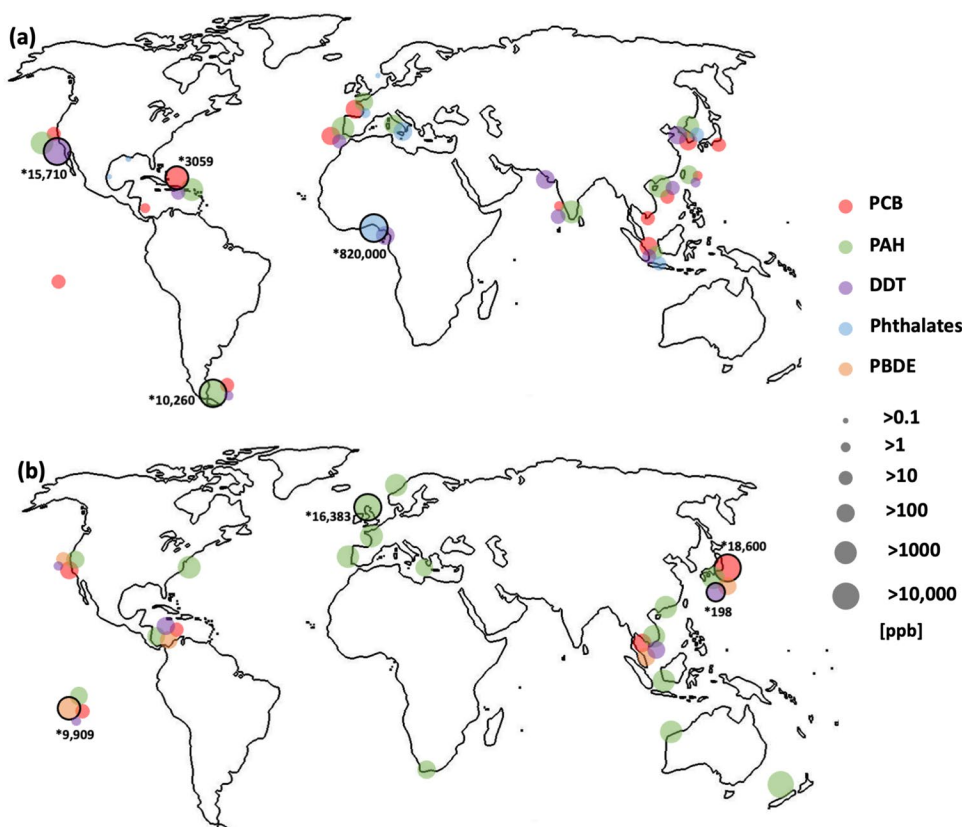 (a)
*3059
*15,710
*820,000
*10,260
PCB
PAH
DDT
Phthalates
PBDE
>0.1
>1
>10
>100
>1000
>10,000
[ppb]
(b)
*16,383
*18,600
*198
*9,909